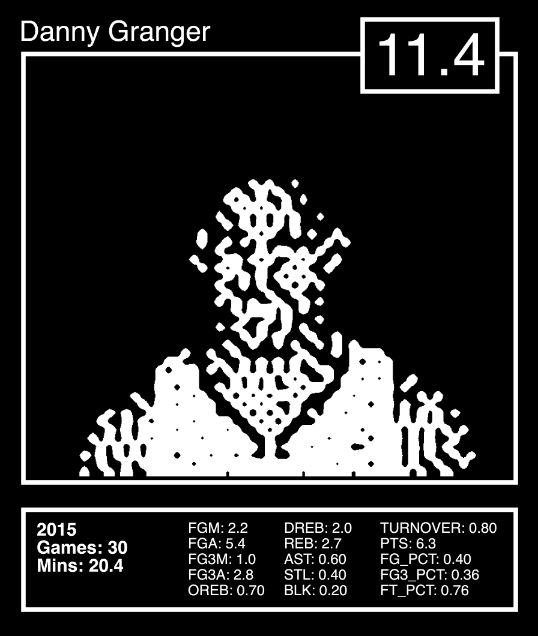 Danny Granger
11.4
2015
Games: 30
Mins: 20.4
FGM: 2.2
FGA: 5.4
FG3M: 1.0
FG3A: 2.8
OREB: 0.70
DREB: 2.0
REB: 2.7
AST: 0.60
STL: 0.40
BLK: 0.20
TURNOVER: 0.80
PTS: 6.3
FG_PCT: 0.40
FG3_PCT: 0.36
FT_PCT: 0.76